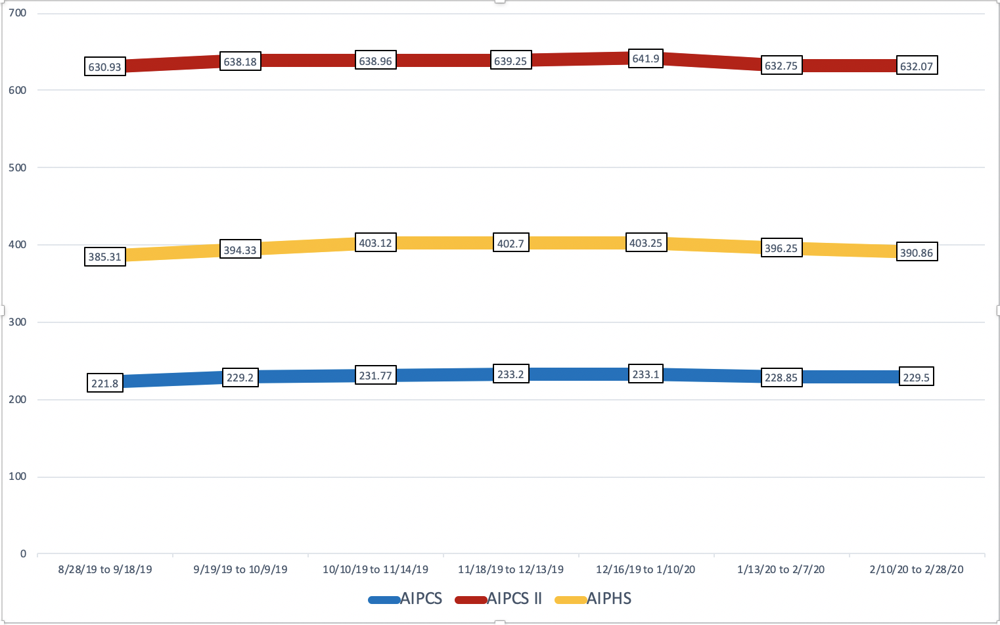 700
630.93 638.18 638.96 639.25 641.9 632.75 632.07
600
500
400
385.31 394.33 403.12 402.7 403.25 396.25 390.86
300
221.8 229.2 231.77 233.2 233.1 228.85 229.5
200
100
0
8/28/19 to 9/18/19 9/19/19 to 10/9/19 10/10/19 to 11/14/19 11/18/19 to 12/13/19 12/16/19 to 1/10/20 1/13/20 to 2/7/20 2/10/20 to 2/28/20
AIPCS AIPCS II AIPHS